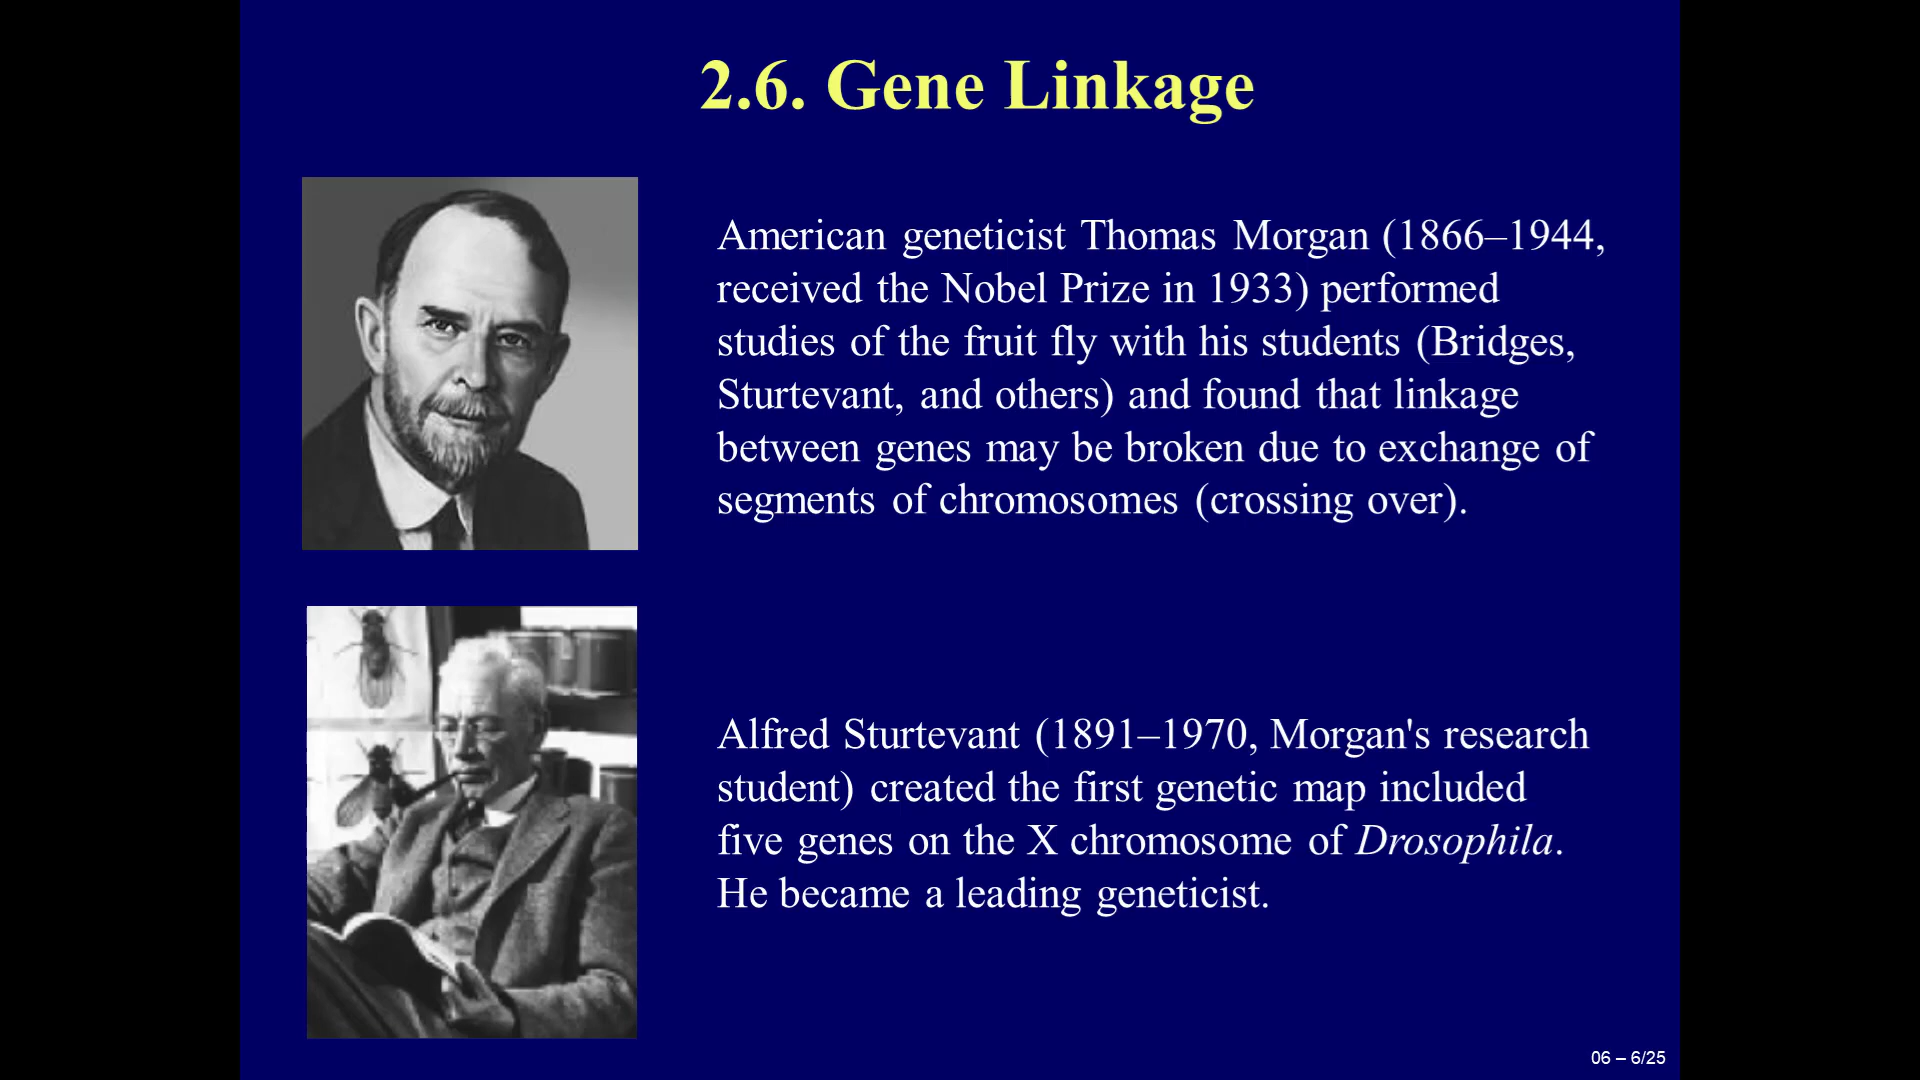 2.6. Gene Linkage
American geneticist Thomas Morgan (1866–1944,
received the Nobel Prize in 1933) performed
studies of the fruit fly with his students (Bridges,
Sturtevant, and others) and found that linkage
between genes may be broken due to exchange of
segments of chromosomes (crossing over).
Alfred Sturtevant (1891–1970, Morgan's research
student) created the first genetic map included
five genes on the X chromosome of Drosophila.
He became a leading geneticist.
06 – 6/25